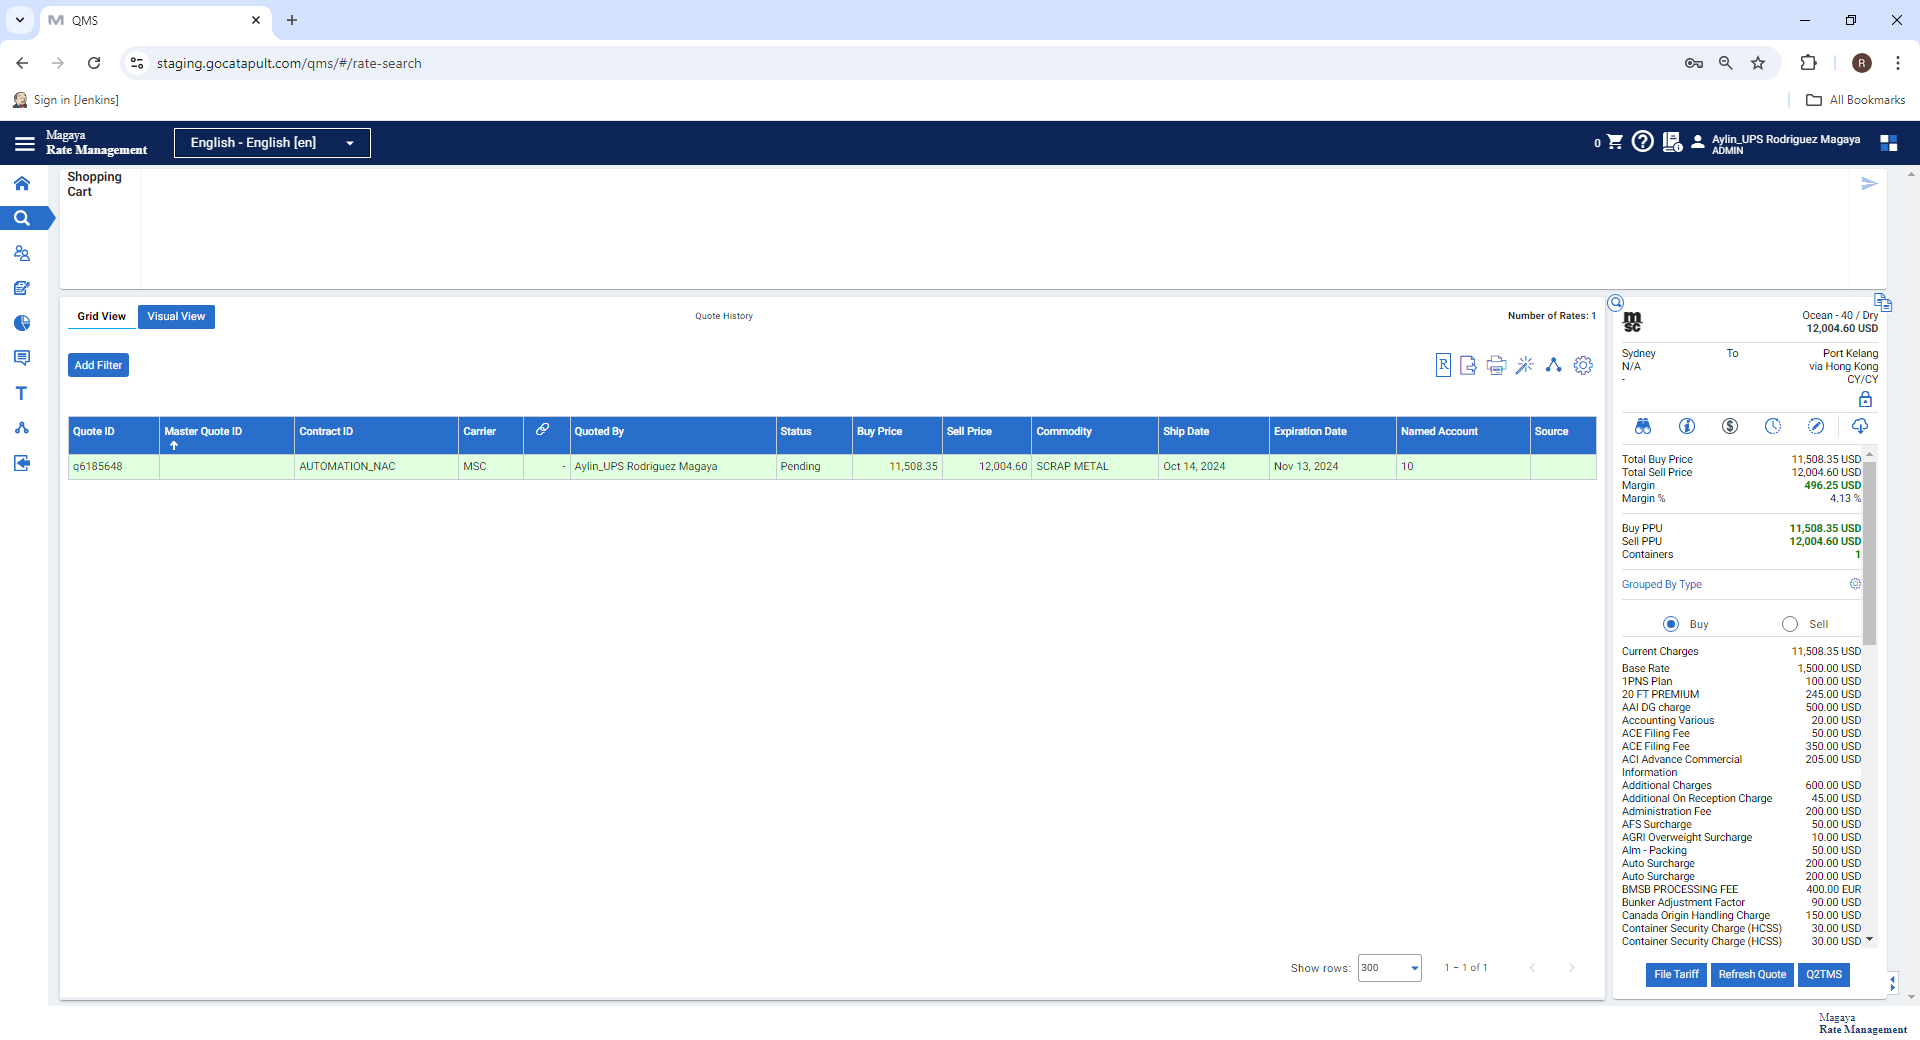 QMS
staging.gocatapult.com/qms/#/rate-search
R
Sign in [Jenkins]
All Bookmarks
Magaya
Rate Management
English - English [en]
0
Aylin_UPS Rodriguez Magaya
ADMIN
Shopping
Cart
Grid View
Visual View
Quote History
Number of Rates: 1
Add Filter
R
Quote ID
Master Quote ID
Contract ID
Carrier
Quoted By
Status
Buy Price
Sell Price
Commodity
Ship Date
Expiration Date
Named Account
Source
q6185648
AUTOMATION_NAC
MSC
-
Aylin_UPS Rodriguez Magaya
Pending
11,508.35
12,004.60
SCRAP METAL
Oct 14, 2024
Nov 13, 2024
10
Show rows: 300
1 – 1 of 1
msc
Ocean - 40 / Dry
12,004.60 USD
Sydney To Port Kelang
N/A via Hong Kong
- CY/CY
Total Buy Price 11,508.35 USD
Total Sell Price 12,004.60 USD
Margin 496.25 USD
Margin % 4.13 %
Buy PPU 11,508.35 USD
Sell PPU 12,004.60 USD
Containers 1
Grouped By Type
Buy
Sell
Current Charges 11,508.35 USD
Base Rate 1,500.00 USD
1PNS Plan 100.00 USD
20 FT PREMIUM 245.00 USD
AAI DG charge 500.00 USD
Accounting Various 20.00 USD
ACE Filing Fee 50.00 USD
ACE Filing Fee 350.00 USD
ACI Advance Commercial 205.00 USD
Information
Additional Charges 600.00 USD
Additional On Reception Charge 45.00 USD
Administration Fee 200.00 USD
AFS Surcharge 50.00 USD
AGRI Overweight Surcharge 10.00 USD
Alm - Packing 50.00 USD
Auto Surcharge 200.00 USD
Auto Surcharge 200.00 USD
BMSB PROCESSING FEE 400.00 EUR
Bunker Adjustment Factor 90.00 USD
Canada Origin Handling Charge 150.00 USD
Container Security Charge (HCSS) 30.00 USD
Container Security Charge (HCSS) 30.00 USD
File Tariff
Refresh Quote
Q2TMS
Magaya
Rate Management